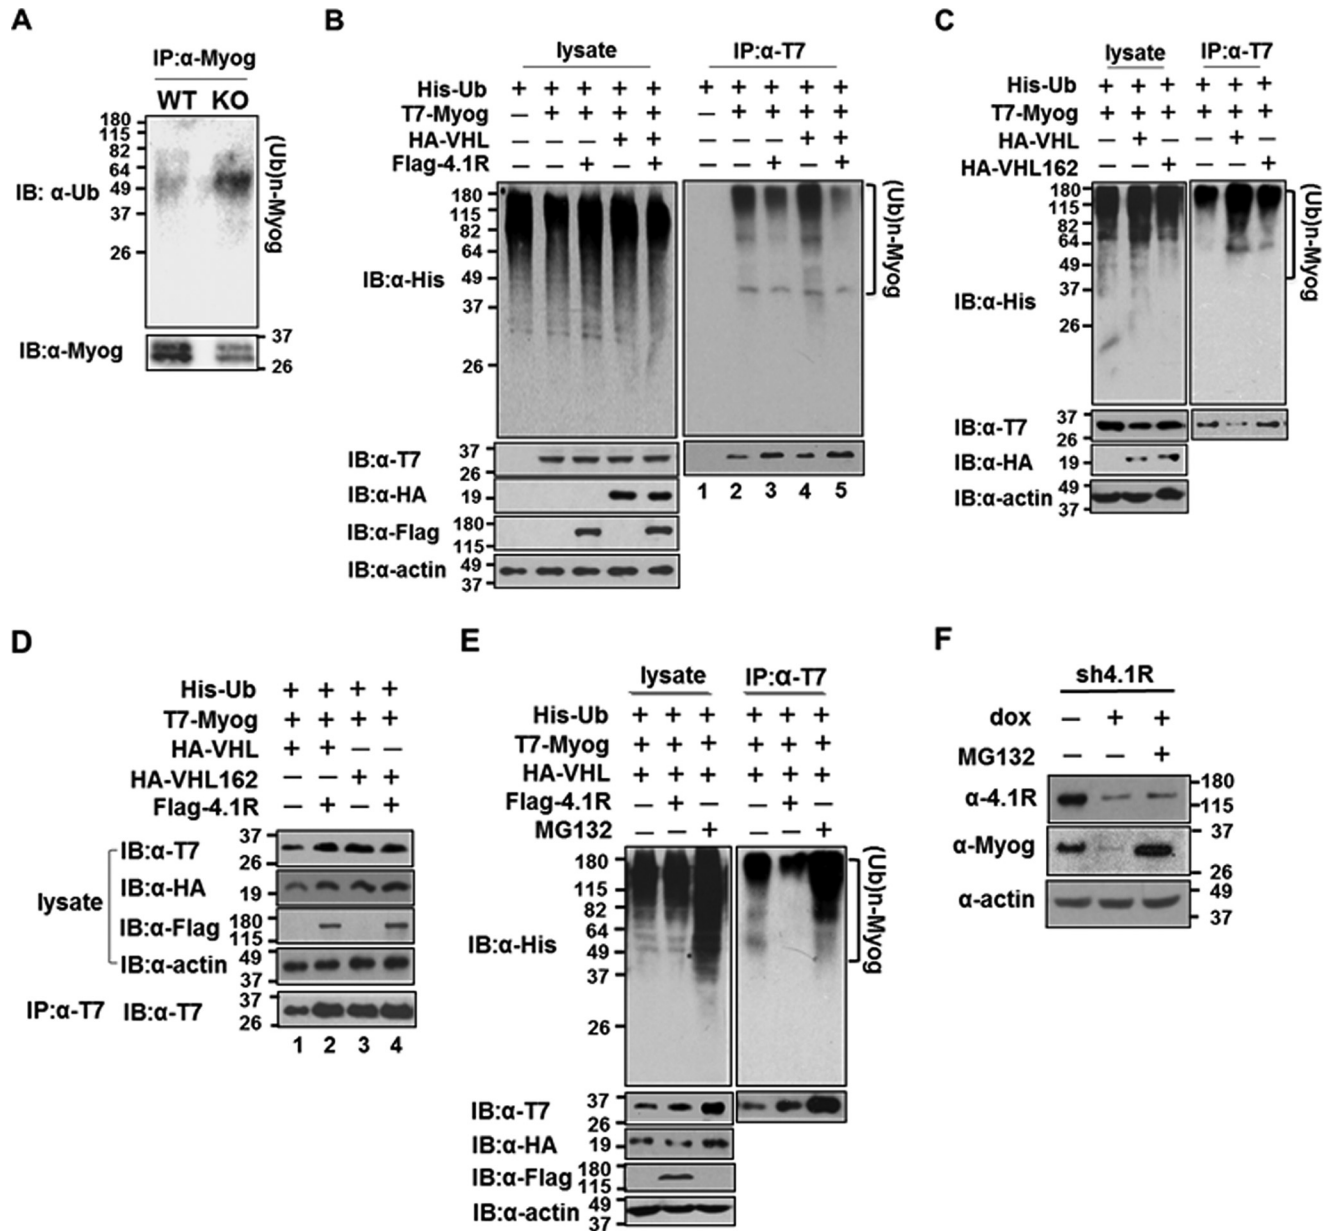 A
IP:α-Myog
WT KO
180
115
82
64
49
37
26
IB: α-Ub
(Ub)n-Myog
IB:α-Myog
37
26
B
lysate IP:α-T7
His-Ub + + + + + + + + + +
T7-Myog − + + + + − + + + +
HA-VHL − − − + + − − − + +
Flag-4.1R − − + − + − − + − +
180
115
82
64
49
37
26
IB:α-His
(Ub)n-Myog
IB:α-T7 37
26
IB:α-HA 19
IB:α-Flag 180
115
IB:α-actin 49
37
1 2 3 4 5
C
lysate IP:α-T7
His-Ub + + + + + +
T7-Myog + + + + + +
HA-VHL − + − − + −
HA-VHL162 − − + − − +
180
115
82
64
49
37
26
IB:α-His
(Ub)n-Myog
IB:α-T7 37
26
IB:α-HA 19
IB:α-actin 49
37
D
His-Ub + + + +
T7-Myog + + + +
HA-VHL + + − −
HA-VHL162 − − + +
Flag-4.1R − + − +
lysate
IB:α-T7 37
26
IB:α-HA 19
IB:α-Flag 180
115
IB:α-actin 49
37
IP:α-T7 IB:α-T7 37
26
1 2 3 4
E
lysate IP:α-T7
His-Ub + + + + + +
T7-Myog + + + + + +
HA-VHL + + + + + +
Flag-4.1R − + − − + −
MG132 − − + − − +
180
115
82
64
49
37
26
IB:α-His
(Ub)n-Myog
IB:α-T7 37
26
IB:α-HA 19
IB:α-Flag 180
115
IB:α-actin 49
37
F
sh4.1R
dox − + +
MG132 − − +
α-4.1R 180
115
α-Myog 37
26
α-actin 49
37